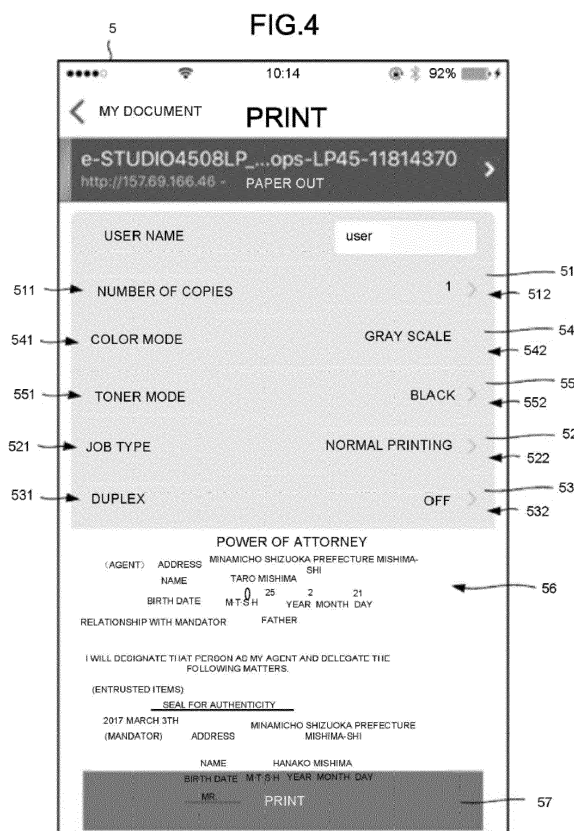 FIG.4
5
10:14 92%
MY DOCUMENT PRINT
e-STUDIO4508LP_...ops-LP45-11814370
http://157.69.166.46 - PAPER OUT
USER NAME user
51
511 NUMBER OF COPIES 1 512
54
541 COLOR MODE GRAY SCALE 542
55
551 TONER MODE BLACK 552
52
521 JOB TYPE NORMAL PRINTING 522
53
531 DUPLEX OFF 532
POWER OF ATTORNEY
(AGENT) ADDRESS MINAMICHO SHIZUOKA PREFECTURE MISHIMA-
SHI
NAME TARO MISHIMA
56
BIRTH DATE M·T·S·H 25 YEAR 2 MONTH 21 DAY
RELATIONSHIP WITH MANDATOR FATHER
I WILL DESIGNATE THAT PERSON AS MY AGENT AND DELEGATE THE
FOLLOWING MATTERS.
(ENTRUSTED ITEMS)
SEAL FOR AUTHENTICITY
2017 MARCH 3TH
(MANDATOR) ADDRESS MINAMICHO SHIZUOKA PREFECTURE
MISHIMA-SHI
NAME HANAKO MISHIMA
BIRTH DATE M·T·S·H YEAR MONTH DAY
MR.
PRINT 57